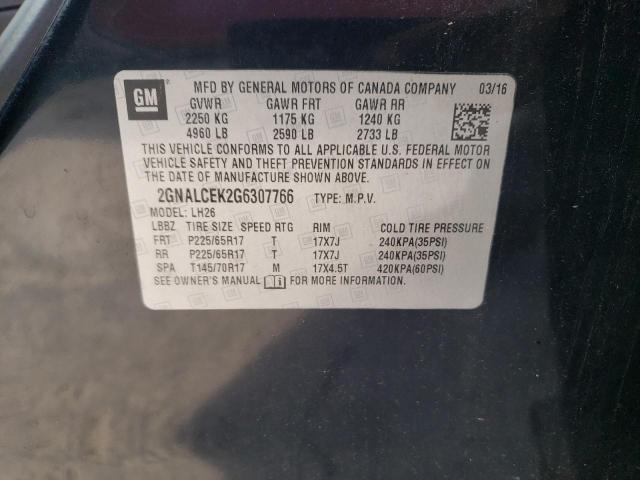 GM
MFD BY GENERAL MOTORS OF CANADA COMPANY 03/16
GVWR GAWR FRT GAWR RR
2250 KG 1175 KG 1240 KG
4960 LB 2590 LB 2733 LB
THIS VEHICLE CONFORMS TO ALL APPLICABLE U.S. FEDERAL MOTOR
VEHICLE SAFETY AND THEFT PREVENTION STANDARDS IN EFFECT ON
THE DATE OF MANUFACTURE SHOWN ABOVE.
2GNALCEK2G6307766 TYPE: M.P.V.
MODEL: LH26
LBBZ TIRE SIZE SPEED RTG RIM COLD TIRE PRESSURE
FRT P225/65R17 T 17X7J 240KPA(35PSI)
RR P225/65R17 T 17X7J 240KPA(35PSI)
SPA T145/70R17 M 17X4.5T 420KPA(60PSI)
SEE OWNER'S MANUAL FOR MORE INFORMATION.